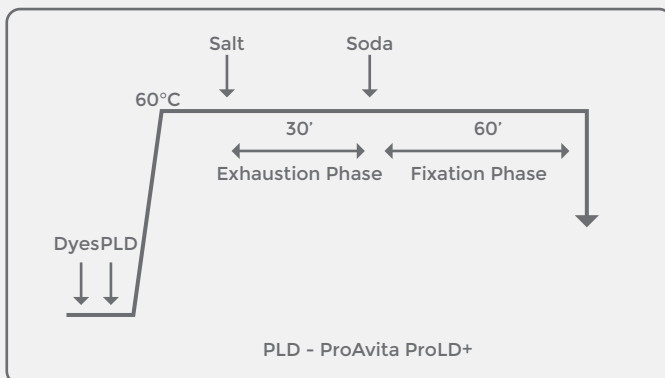 Salt
Soda
60°C
30'
60'
Exhaustion Phase
Fixation Phase
DyesPLD
PLD - ProAvita ProLD+